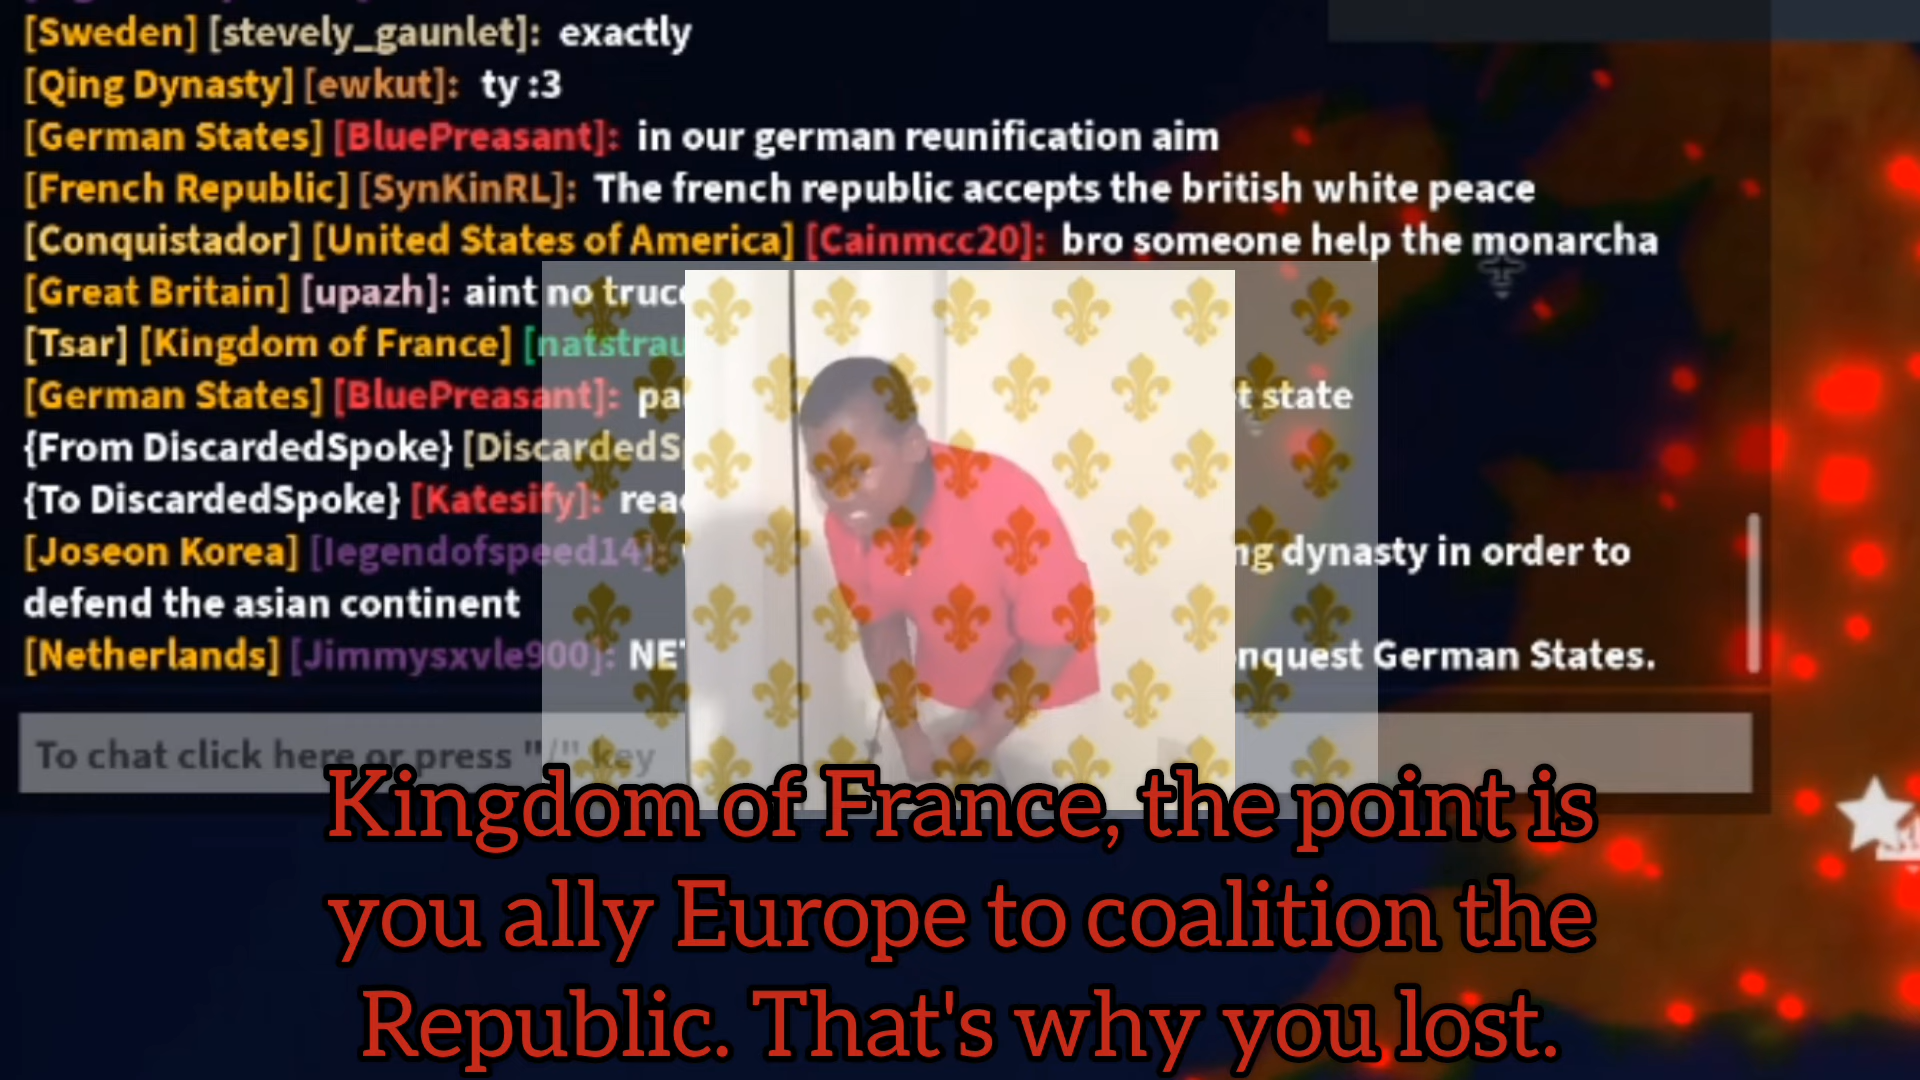 [Sweden] [stevely_gaunlet]: exactly
[Qing Dynasty] [ewkut]: ty :3
[German States] [BluePreasant]: in our german reunification aim
[French Republic] [SynKinRL]: The french republic accepts the british white peace
[Conquistador] [United States of America] [Cainmcc20]: bro someone help the monarcha
[Great Britain] [upazh]: aint no truce
[Tsar] [Kingdom of France] [natstrau
[German States] [BluePreasant]: pa t state
{From DiscardedSpoke} [DiscardedSp
{To DiscardedSpoke} [Katesify]: read
[Joseon Korea] [legendofspeed14]: ng dynasty in order to
defend the asian continent
[Netherlands] [Jimmysxvle900]: NET nquest German States.
To chat click here or press "/" key
Kingdom of France, the point is
you ally Europe to coalition the
Republic. That's why you lost.